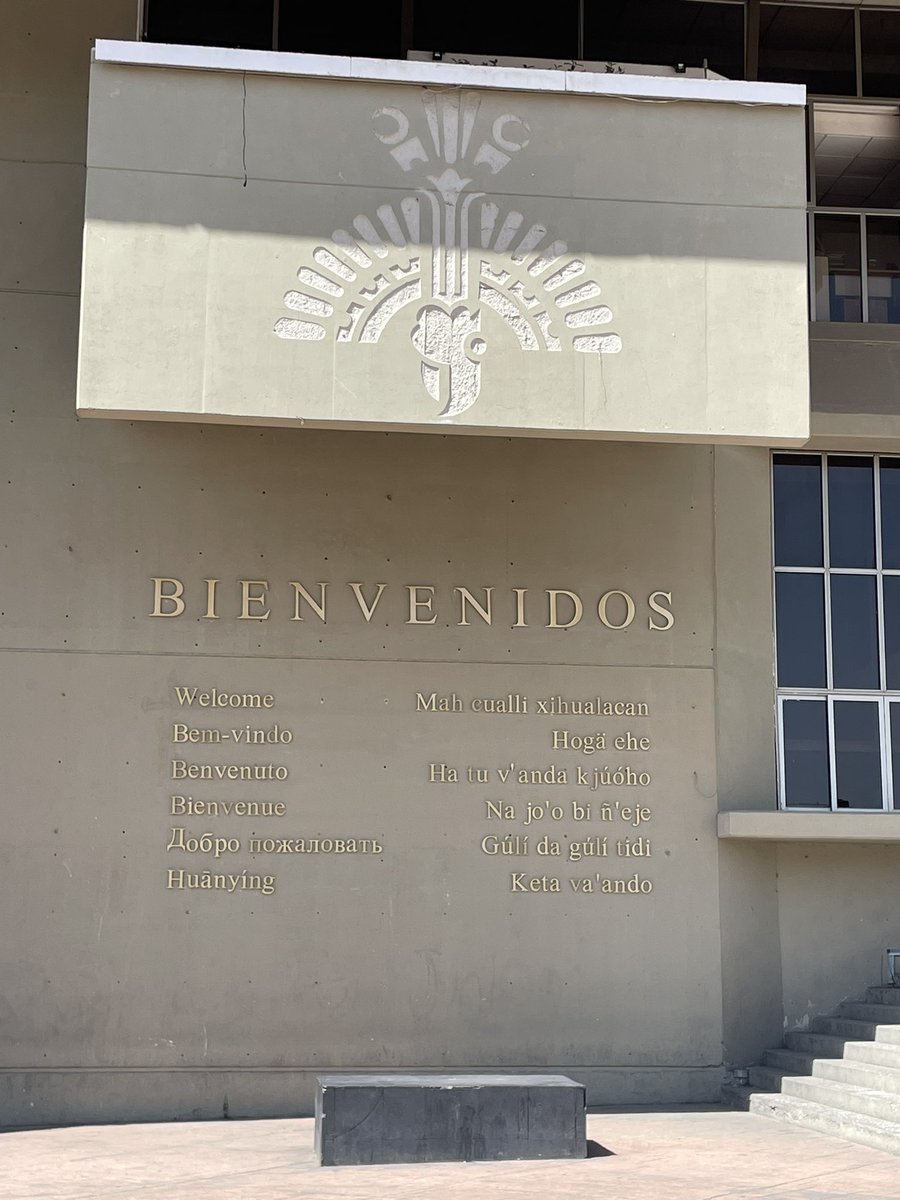 BIENVENIDOS
Welcome
Bem-vindo
Benvenuto
Bienvenue
Добро пожаловать
Huānyíng
Mah cualli xihualacan
Hogä ehe
Ha tu v'anda kjúóho
Na jo'o bi ñ'eje
Gúlí da gúlí tidi
Keta va'ando